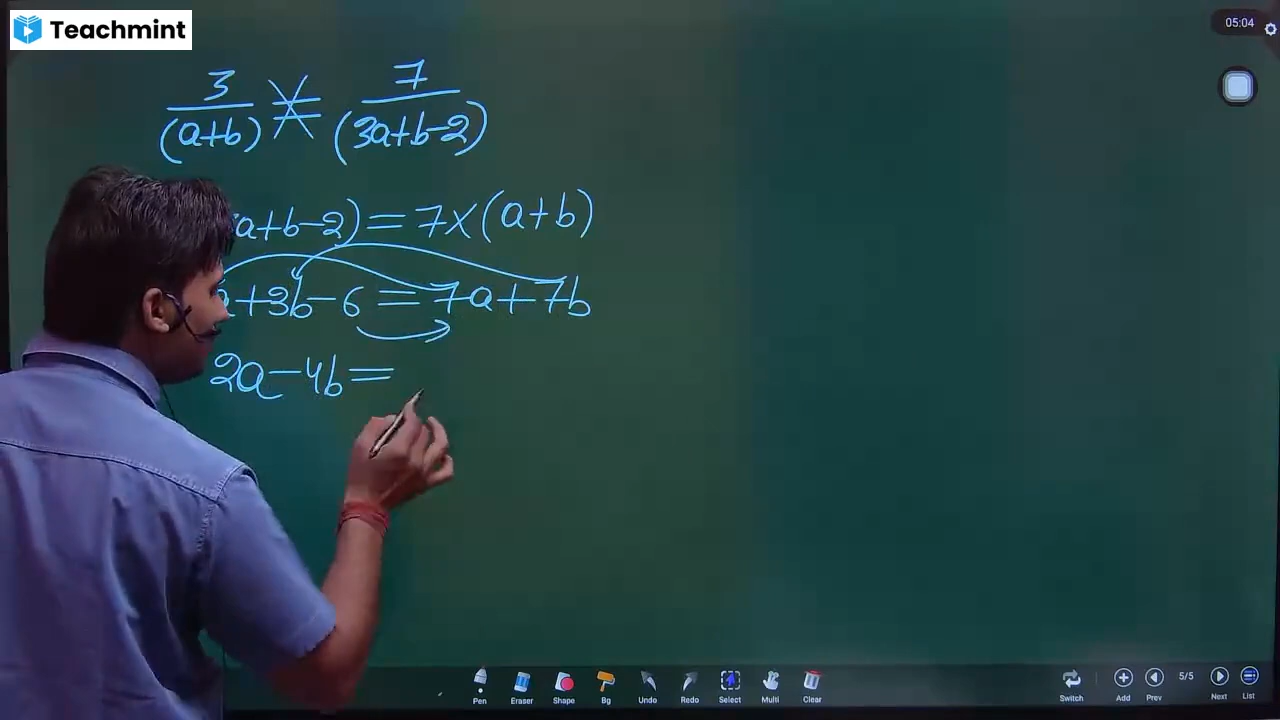 Teachmint
05:04
3/(a+b) = 7/(3a+b-2)
a+b-2) = 7×(a+b)
+3b-6 = 7a+7b
2a-4b=
Pen Eraser Shape Bg Undo Redo Select Multi Clear Switch Add Prev 5/5 Next List